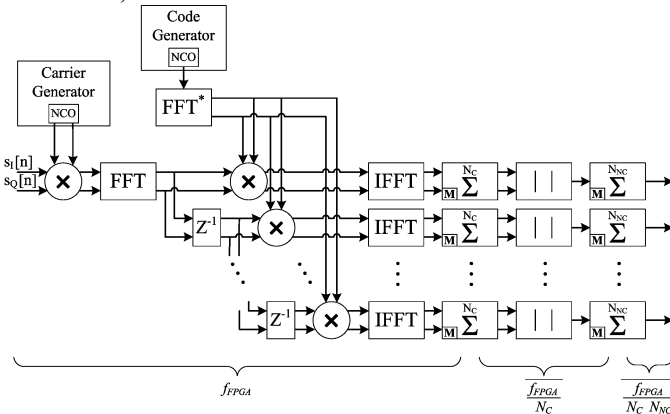 Code
Generator
NCO
Carrier
Generator
NCO
FFT*
s_I[n]
s_Q[n]
×
FFT
×
IFFT
N_C
M Σ
| |
N_NC
M Σ
Z^-1
×
IFFT
N_C
M Σ
| |
N_NC
M Σ
Z^-1
×
IFFT
N_C
M Σ
| |
N_NC
M Σ
f_FPGA
f_FPGA
N_C
f_FPGA
N_C N_NC